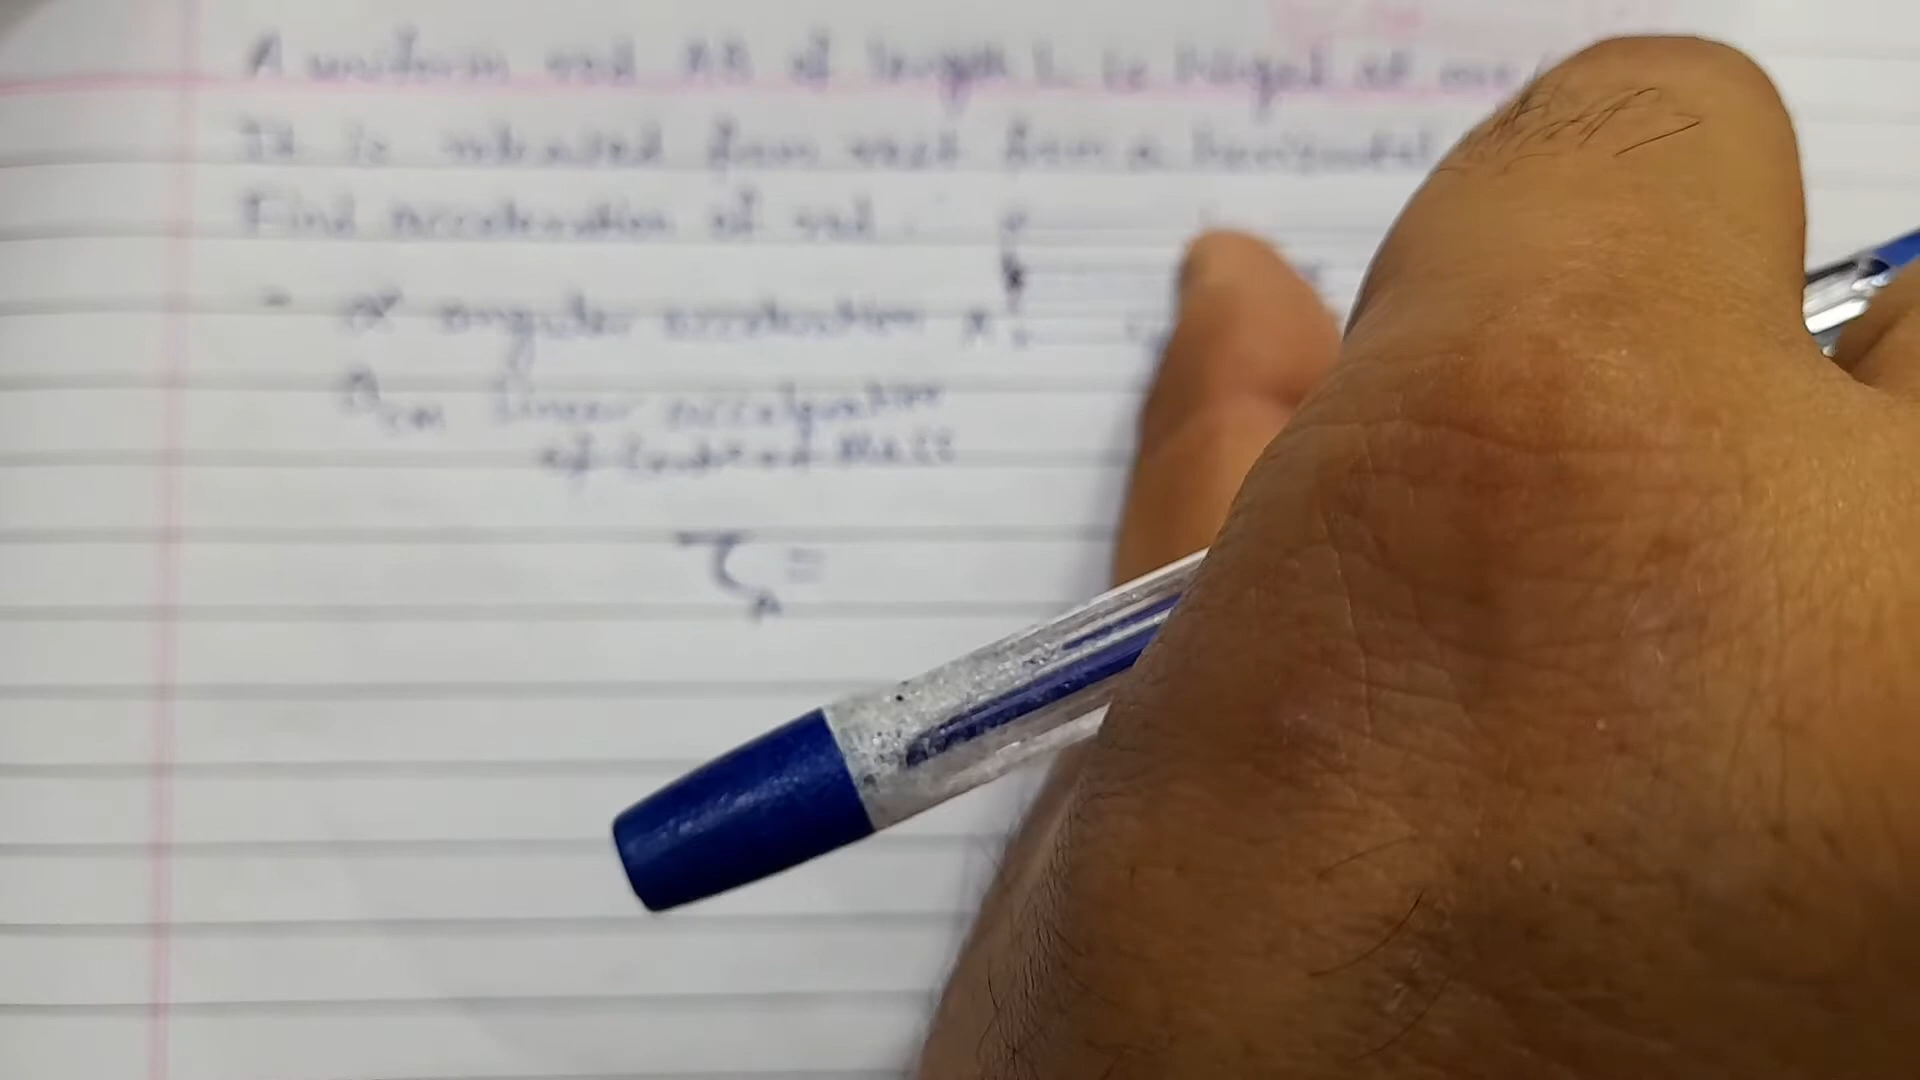 A uniform rod AB of length L is hinged at one
It is released from rest from a horizontal
Find acceleration of rod.
α angular acceleration A
a_cm linear acceleration
of Centre of Mass
τ_A =